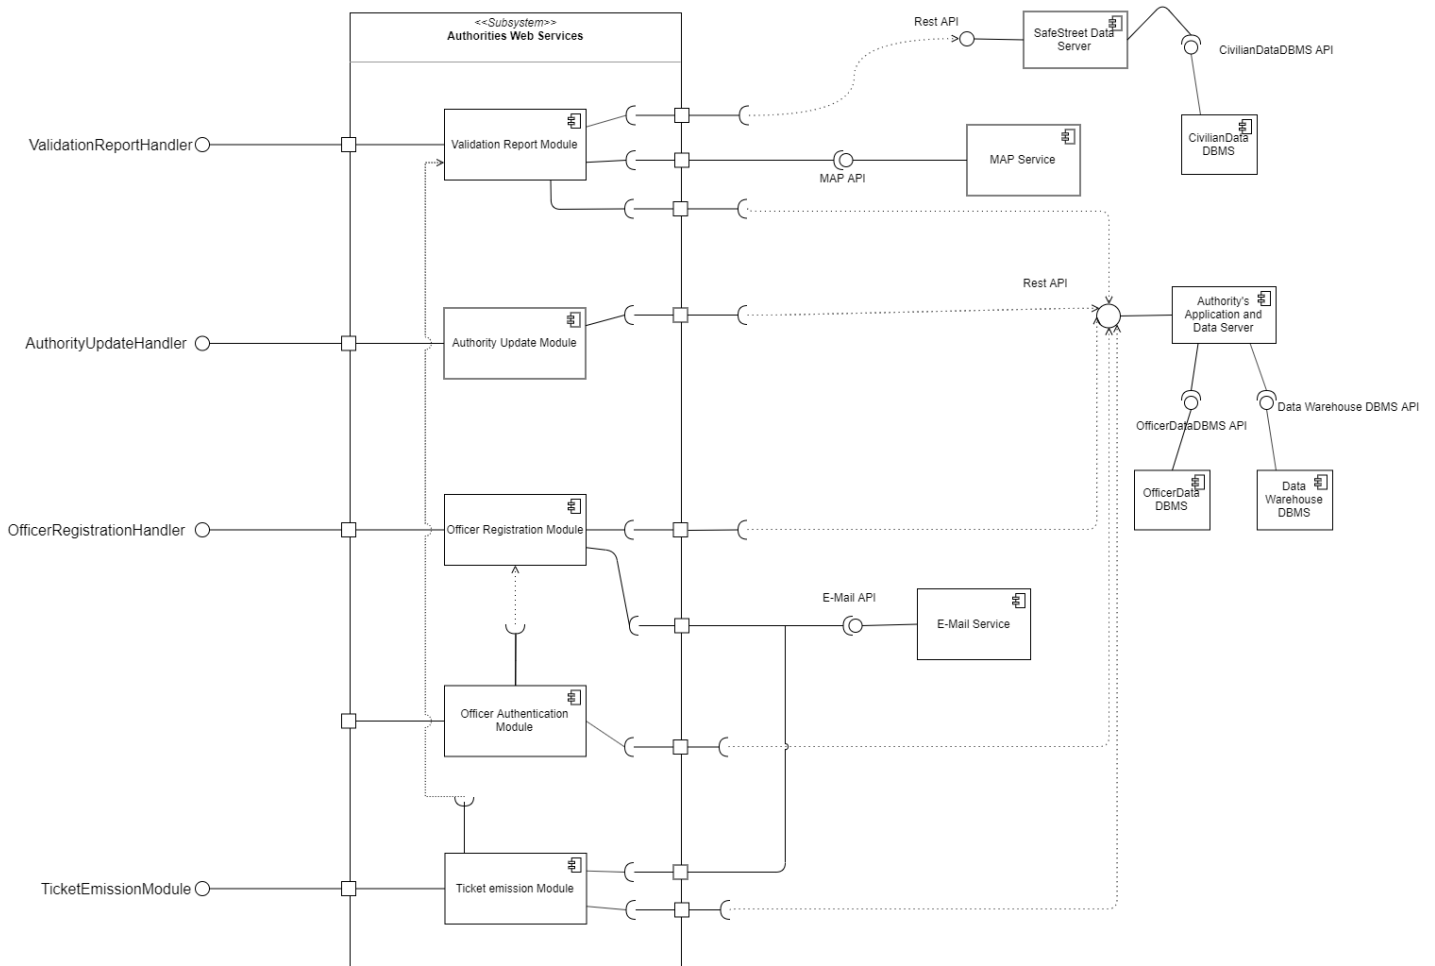 <<Subsystem>>
Authorities Web Services
Rest API
SafeStreet Data
Server
CivilianDataDBMS API
ValidationReportHandler
Validation Report Module
MAP API
MAP Service
CivilianData
DBMS
Rest API
Authority's
Application and
Data Server
AuthorityUpdateHandler
Authority Update Module
OfficerDataDBMS API
Data Warehouse DBMS API
OfficerData
DBMS
Data
Warehouse
DBMS
OfficerRegistrationHandler
Officer Registration Module
E-Mail API
E-Mail Service
Officer Authentication
Module
TicketEmissionModule
Ticket emission Module